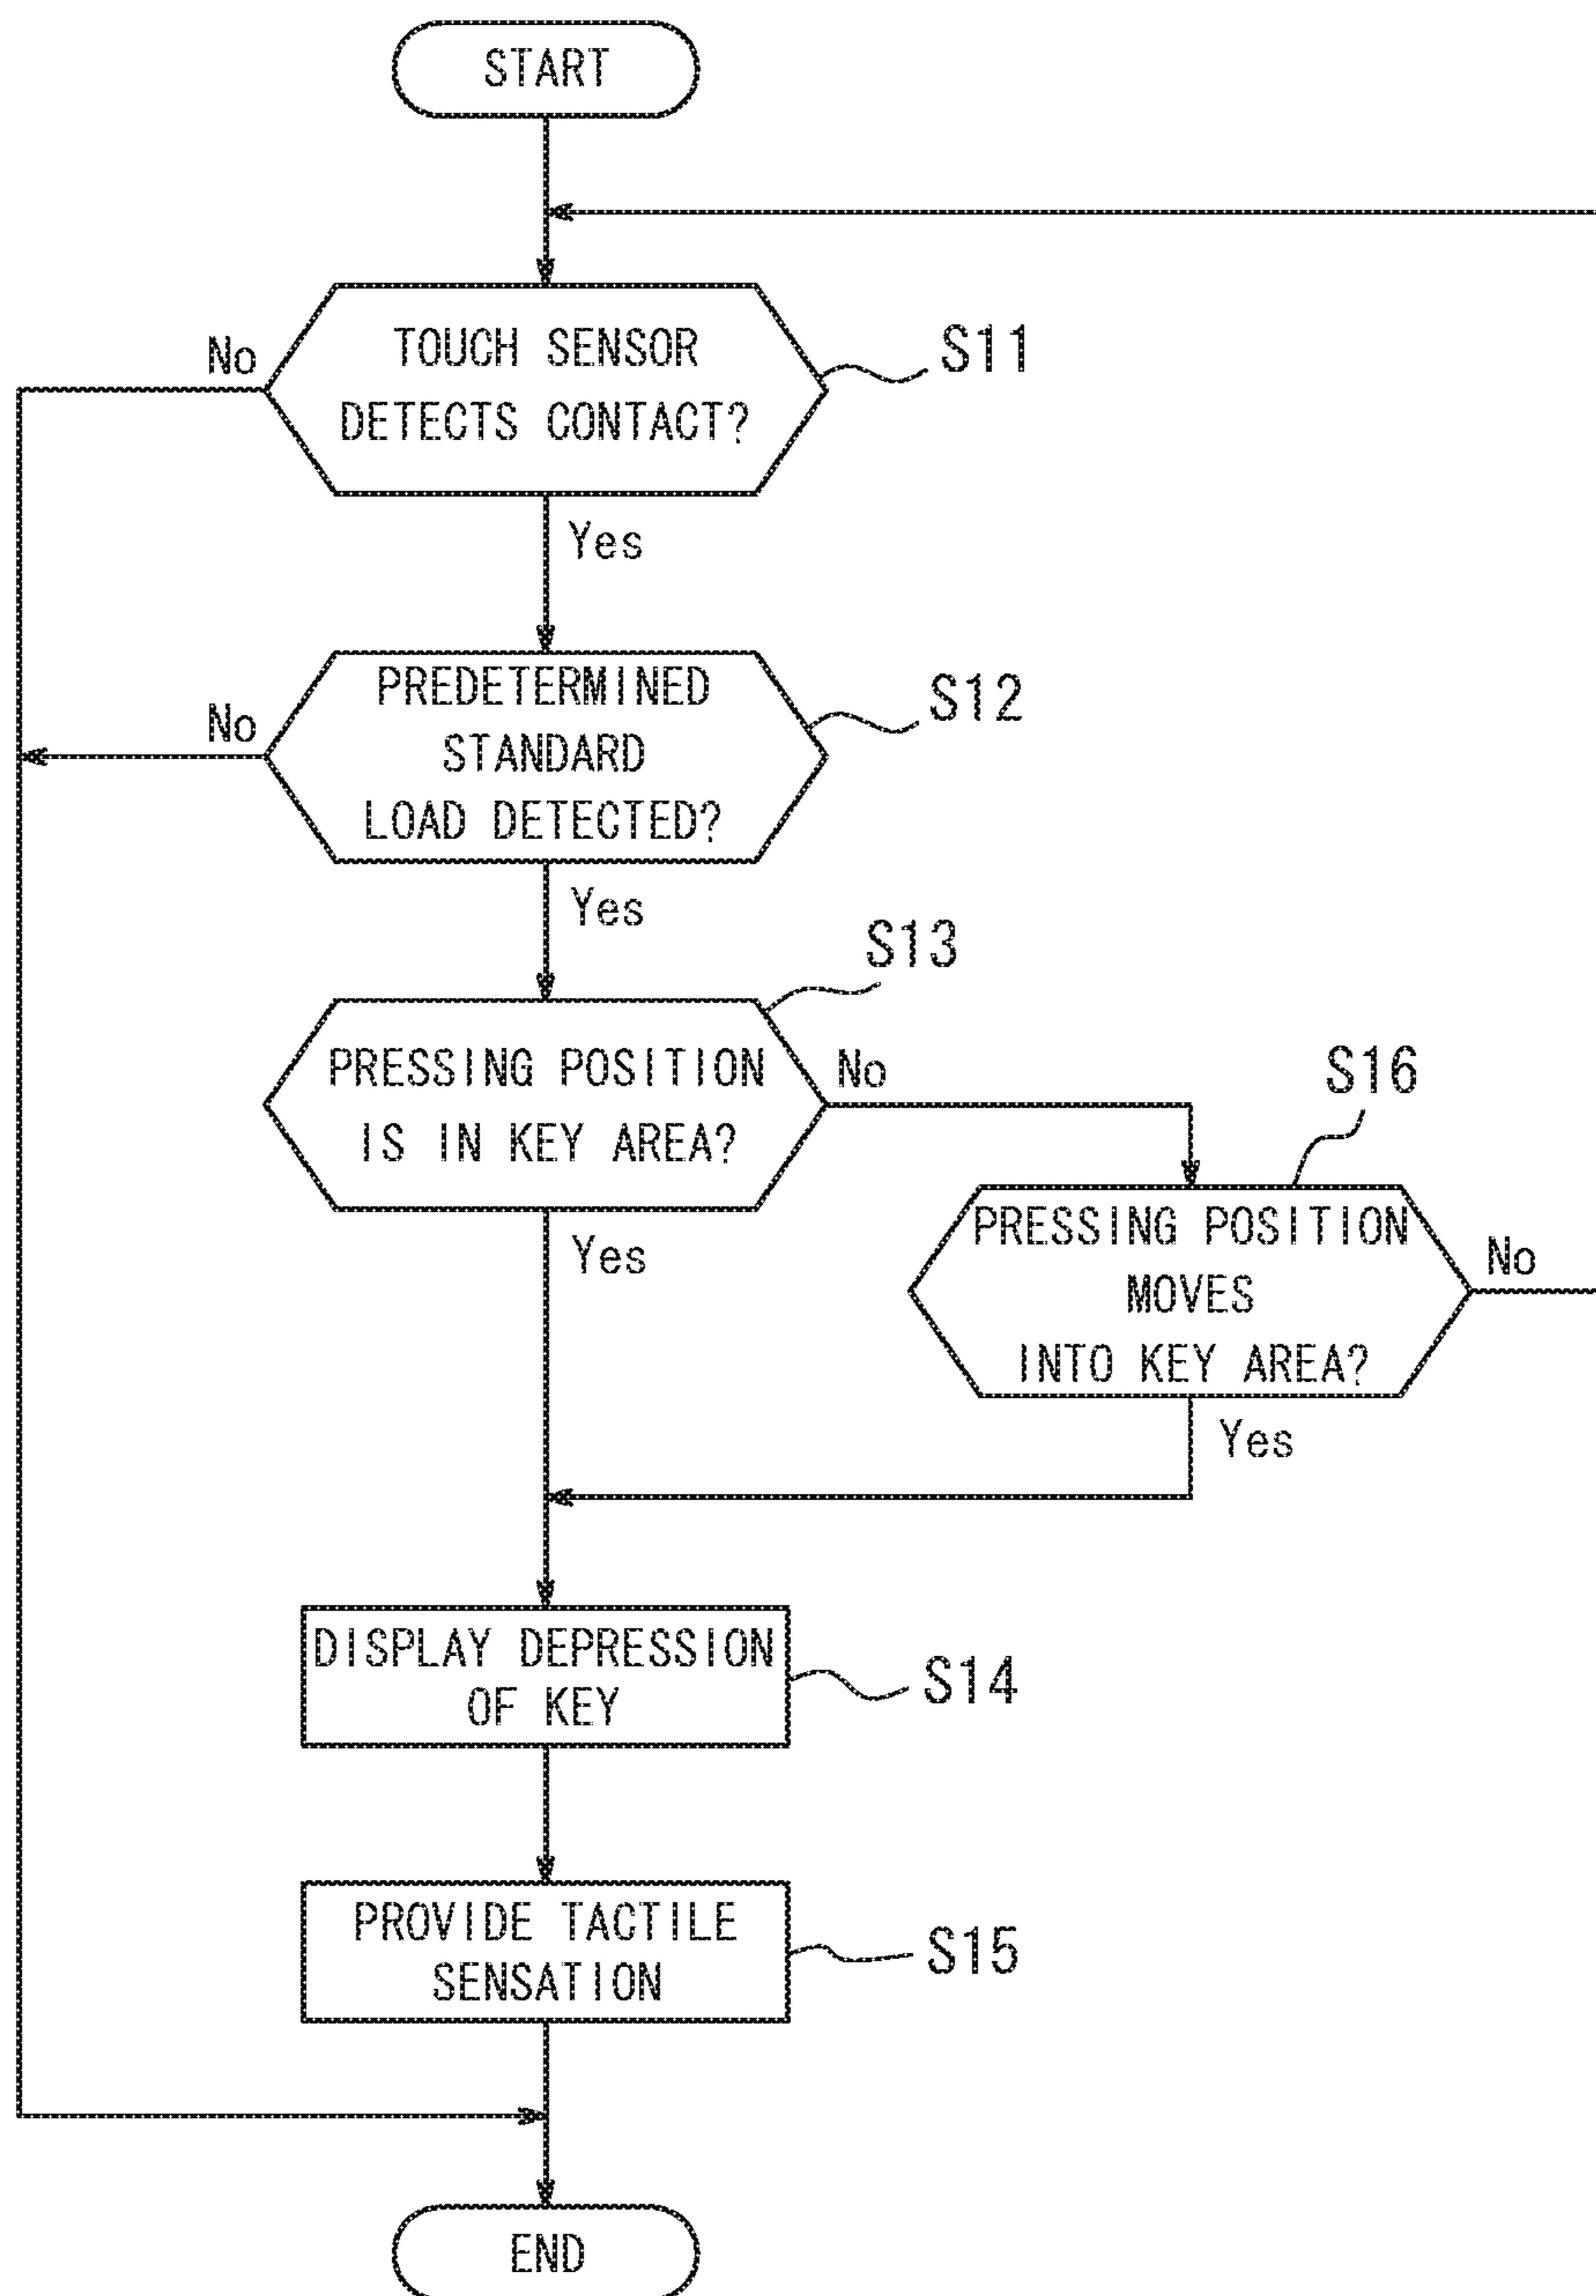 START
No
TOUCH SENSOR
DETECTS CONTACT?
S11
Yes
No
PREDETERMINED
STANDARD
LOAD DETECTED?
S12
Yes
S13
PRESSING POSITION
IS IN KEY AREA?
No
Yes
S16
PRESSING POSITION
MOVES
INTO KEY AREA?
No
Yes
DISPLAY DEPRESSION
OF KEY
S14
PROVIDE TACTILE
SENSATION
S15
END